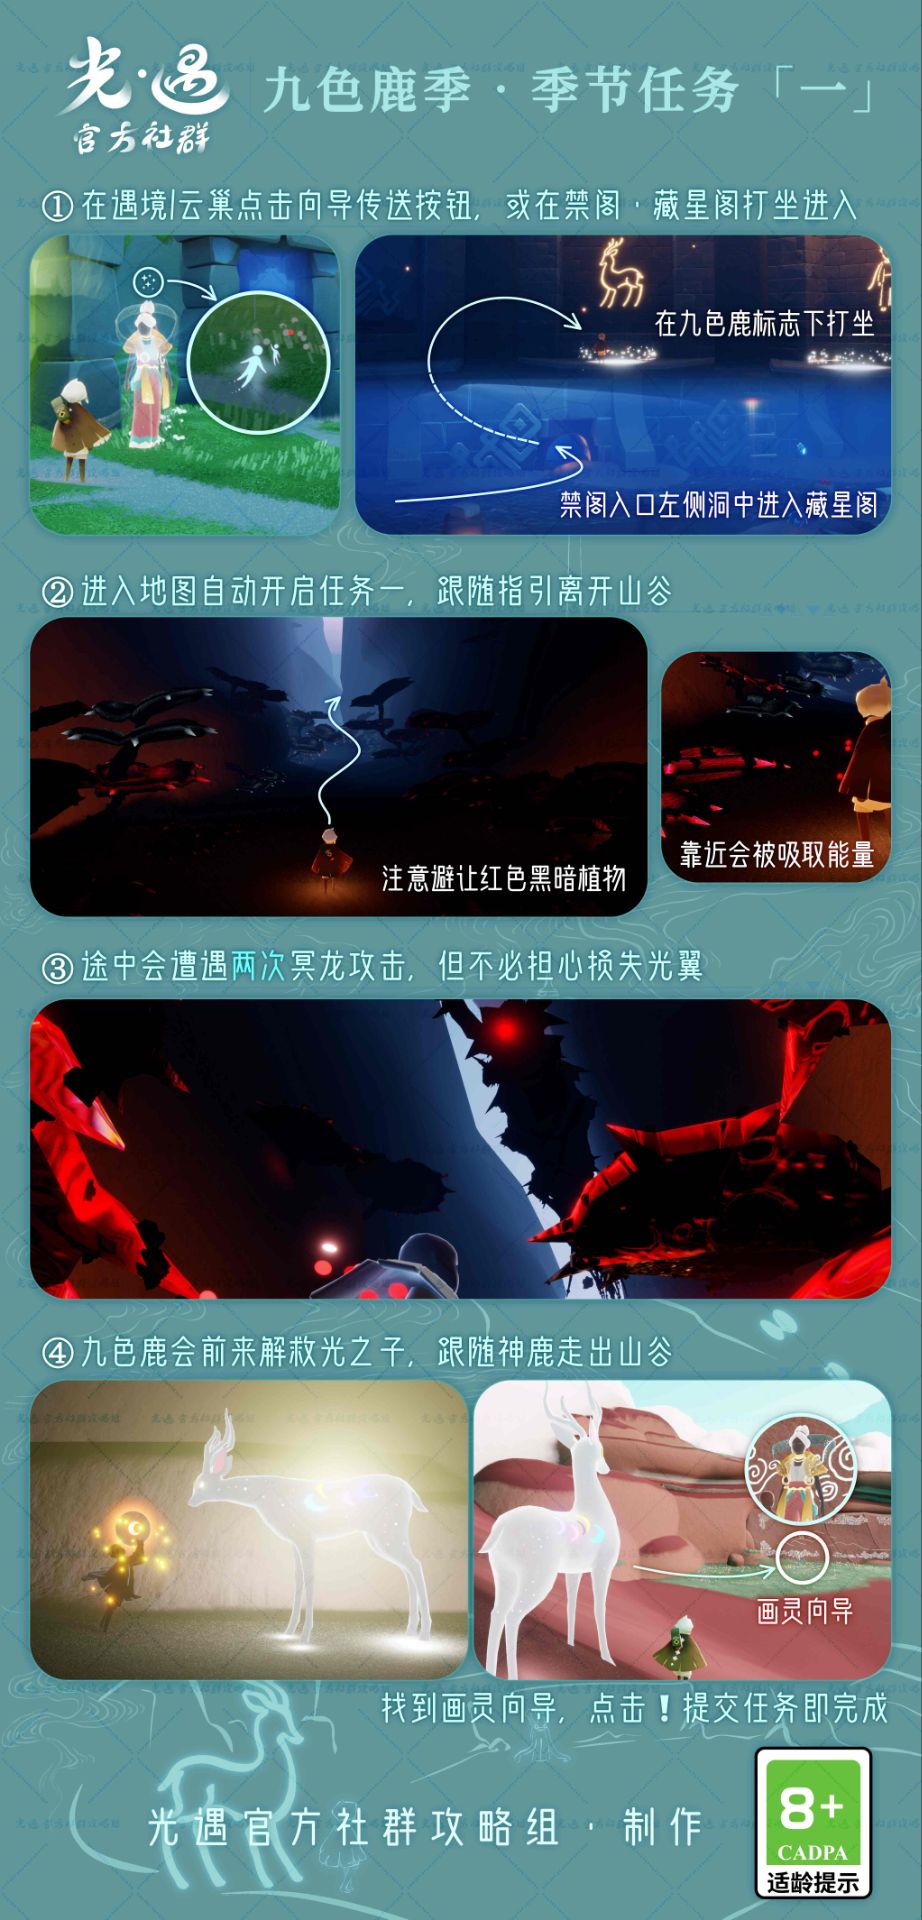 光·遇
官方社群
九色鹿季·季节任务「一」
①在遇境/云巢点击向导传送按钮，或在禁阁·藏星阁打坐进入
在九色鹿标志下打坐
禁阁入口左侧洞中进入藏星阁
②进入地图自动开启任务一，跟随指引离开山谷
注意避让红色黑暗植物
靠近会被吸取能量
③途中会遭遇两次冥龙攻击，但不必担心损失光翼
④九色鹿会前来解救光之子，跟随神鹿走出山谷
画灵向导
找到画灵向导，点击！提交任务即完成
光遇官方社群攻略组·制作
8+
CADPA
适龄提示